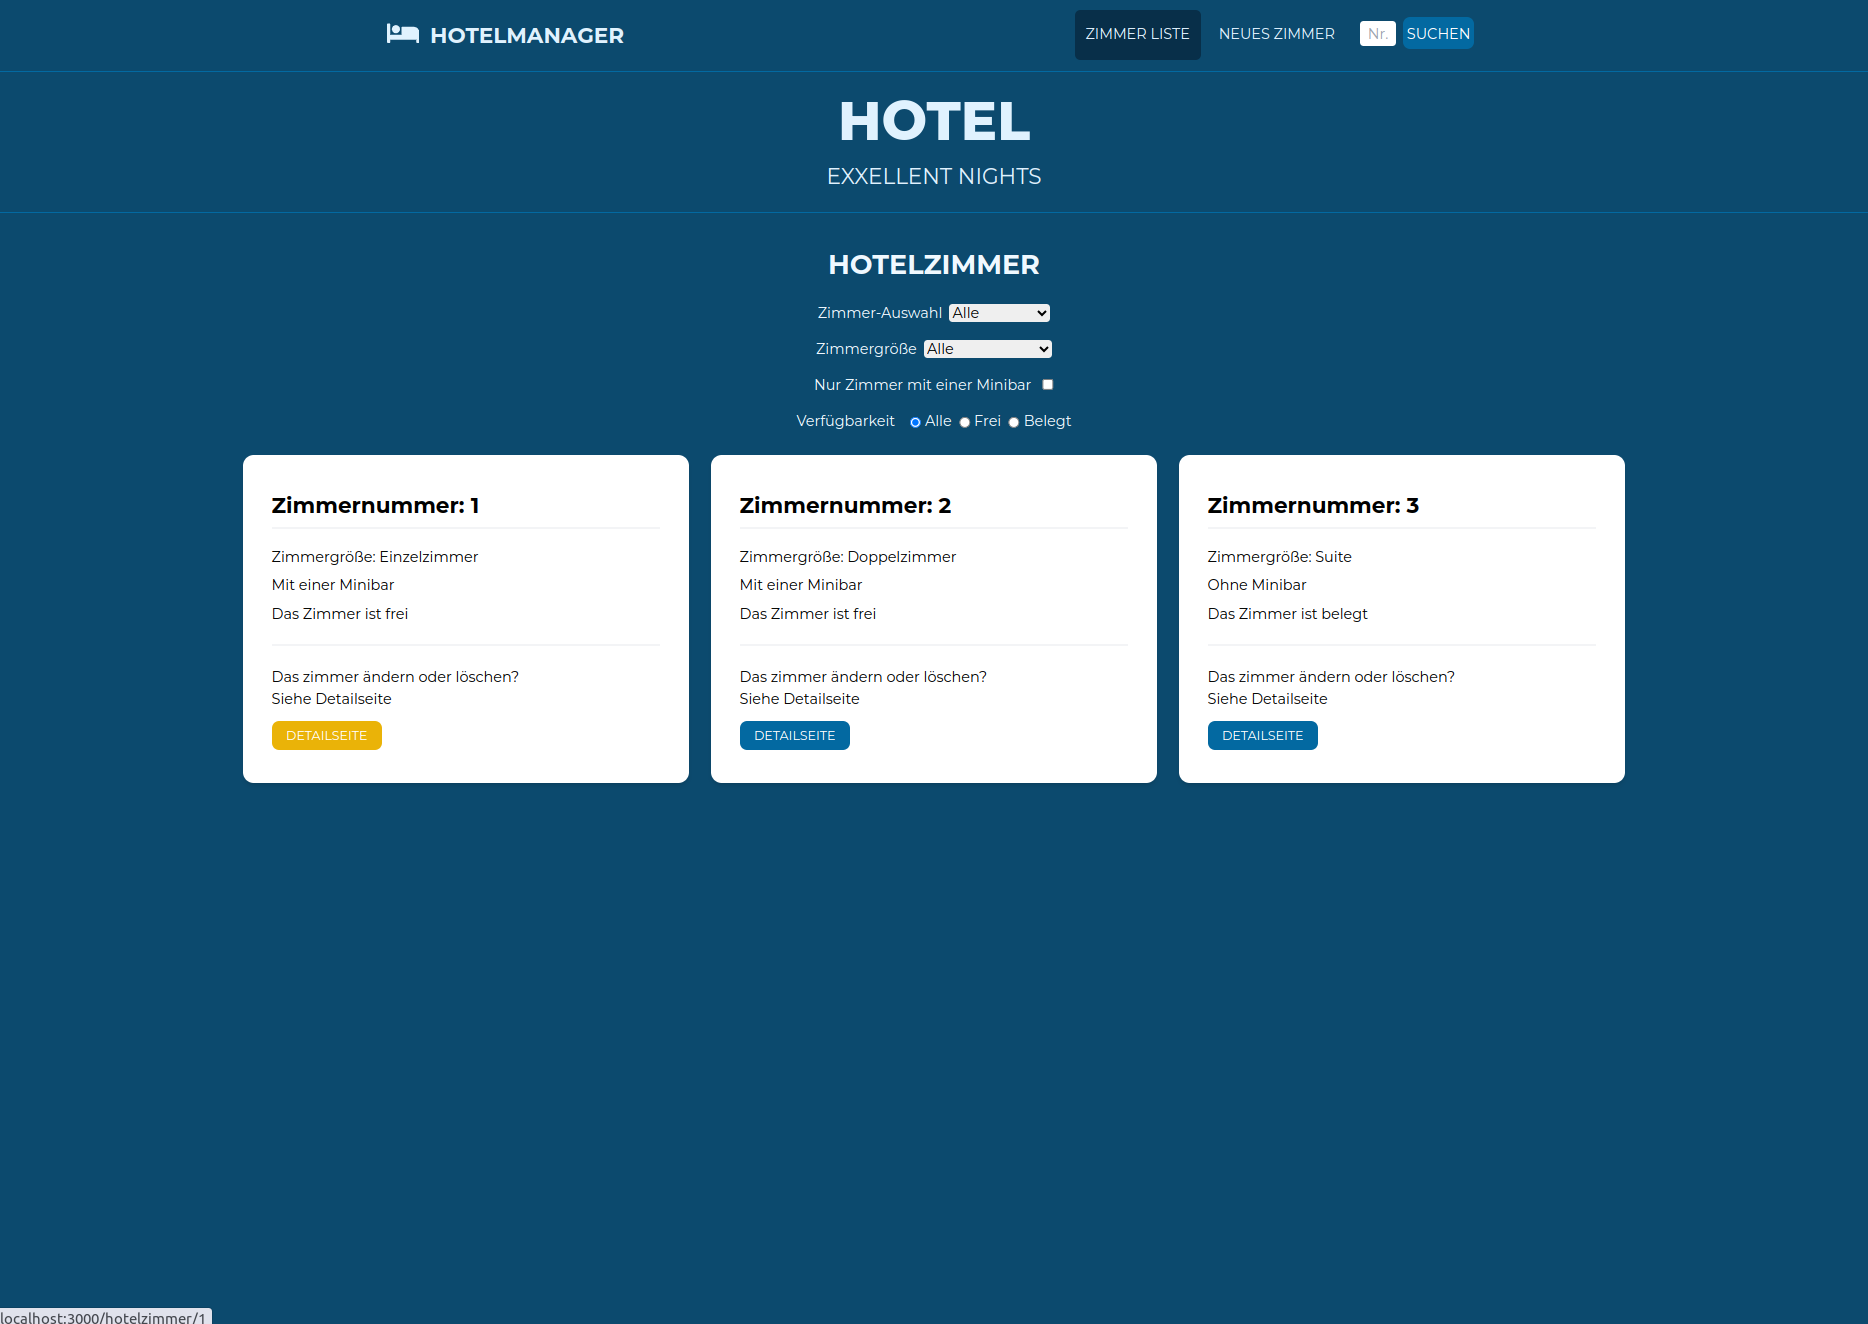 HOTELMANAGER
ZIMMER LISTE
NEUES ZIMMER
Nr.
SUCHEN
HOTEL
EXXELLENT NIGHTS
HOTELZIMMER
Zimmer-Auswahl Alle
Zimmergröße Alle
Nur Zimmer mit einer Minibar
Verfügbarkeit Alle Frei Belegt
Zimmernummer: 1
Zimmergröße: Einzelzimmer
Mit einer Minibar
Das Zimmer ist frei
Das zimmer ändern oder löschen?
Siehe Detailseite
DETAILSEITE
Zimmernummer: 2
Zimmergröße: Doppelzimmer
Mit einer Minibar
Das Zimmer ist frei
Das zimmer ändern oder löschen?
Siehe Detailseite
DETAILSEITE
Zimmernummer: 3
Zimmergröße: Suite
Ohne Minibar
Das Zimmer ist belegt
Das zimmer ändern oder löschen?
Siehe Detailseite
DETAILSEITE
localhost:3000/hotelzimmer/1